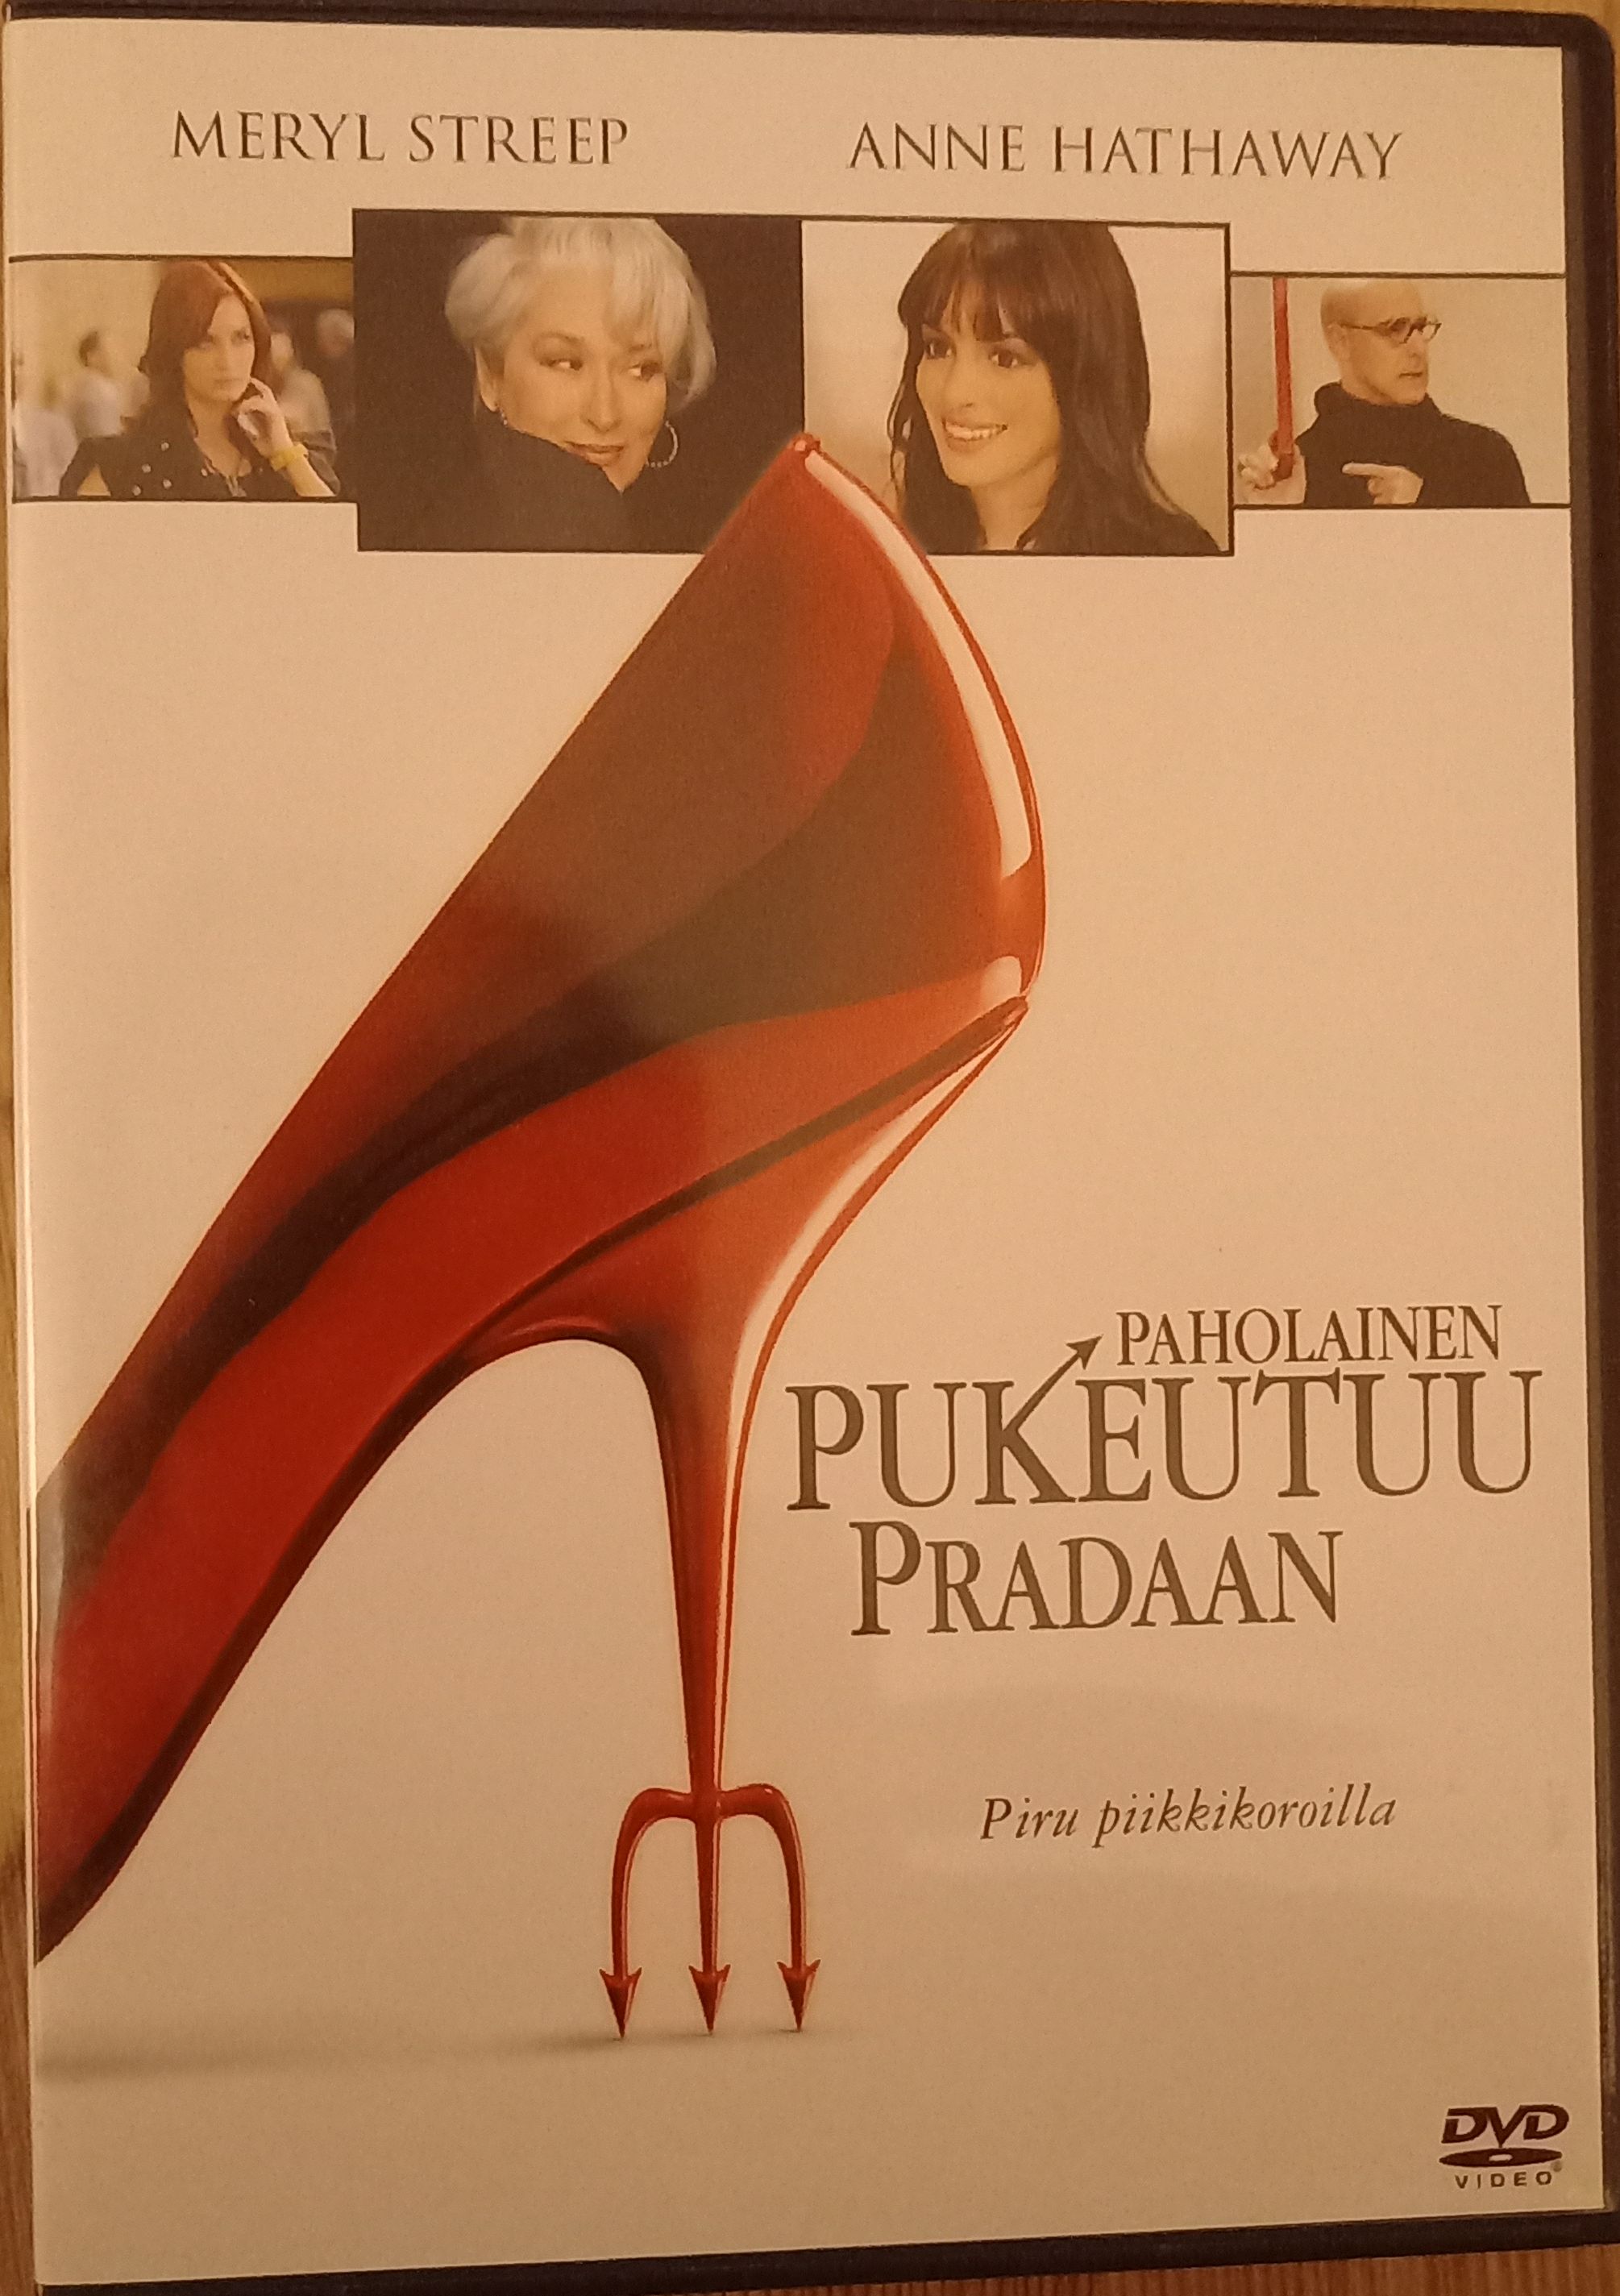 MERYL STREEP ANNE HATHAWAY
PAHOLAINEN
PUKEUTUU
PRADAAN
Piru piikkikoroilla
DVD
VIDEO